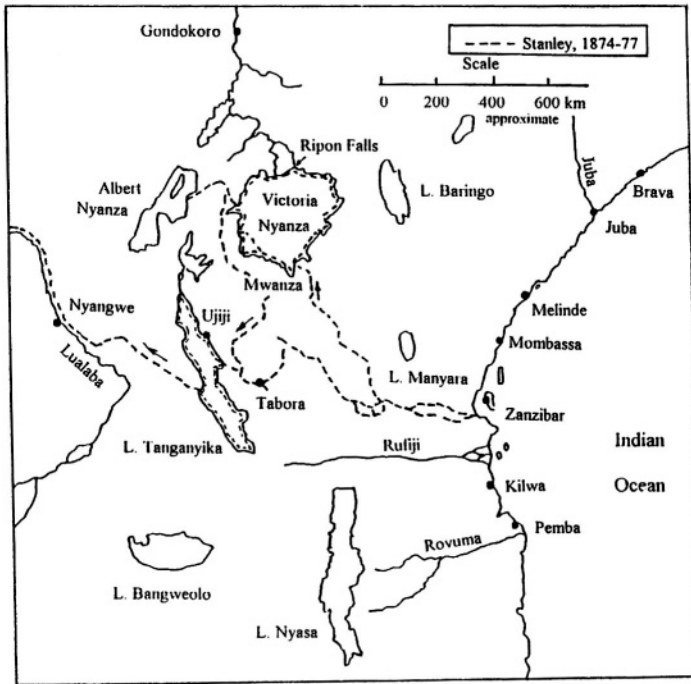 Gondokoro
Stanley, 1874-77
Scale
0 200 400 600 km
approximate
Ripon Falls
Albert
Nyanza
Victoria
Nyanza
L. Baringo
Juba
Brava
Juba
Mwanza
Melinde
Nyangwe
Ujiji
Mombassa
Lualaba
L. Manyara
Tabora
Zanzibar
L. Tanganyika
Rufiji
Indian
Ocean
Kilwa
Rovuma
Pemba
L. Bangweolo
L. Nyasa